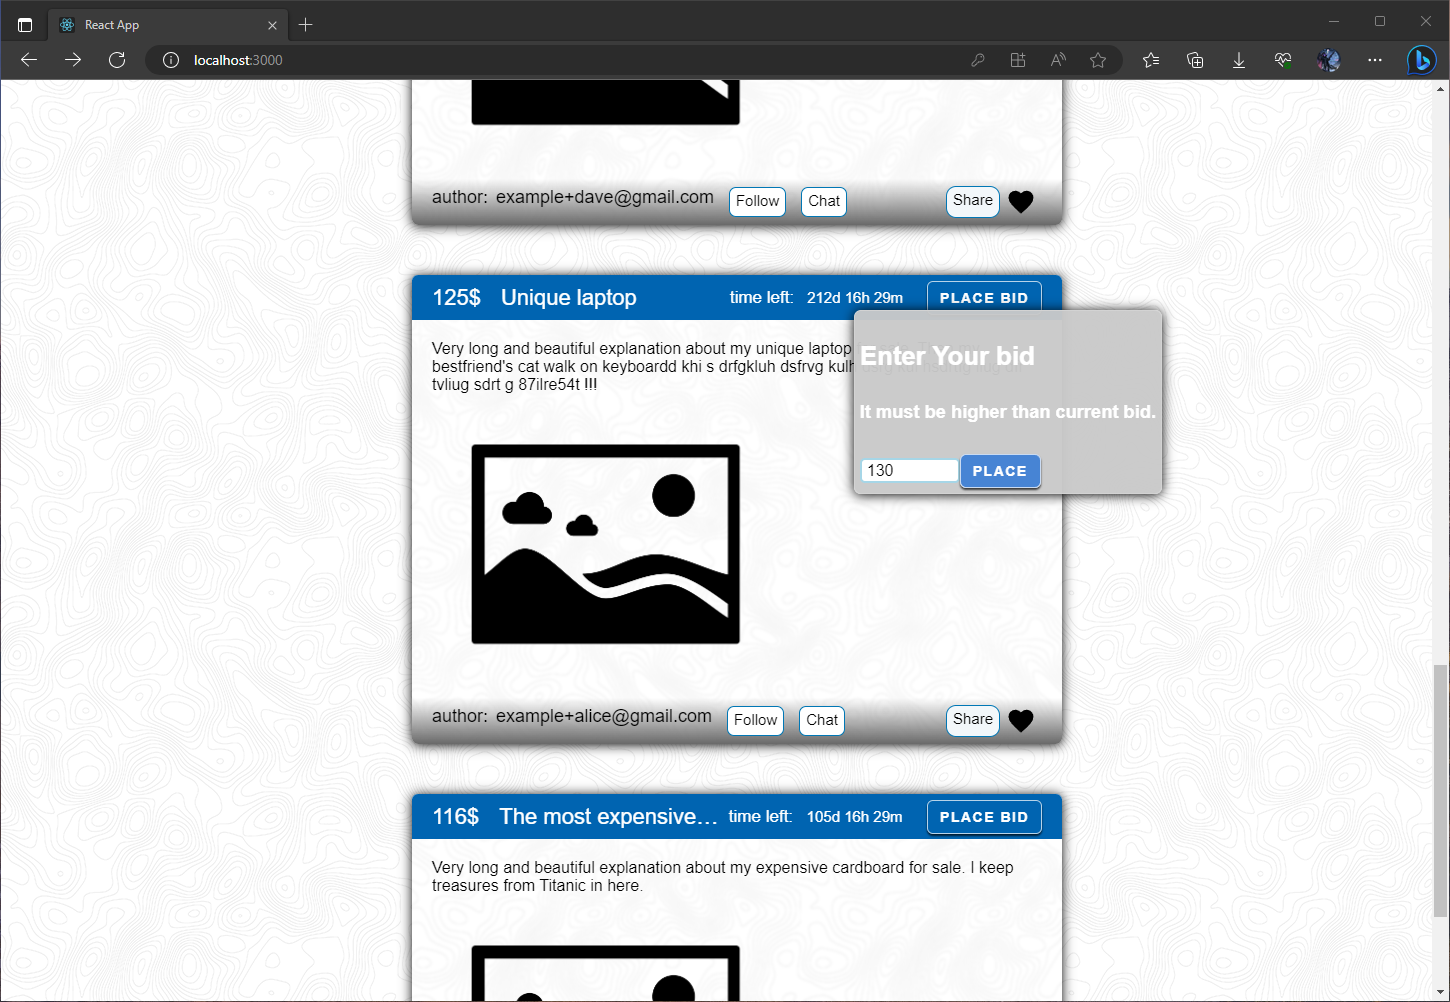 React App
localhost:3000
author: example+dave@gmail.com Follow Chat Share
125$ Unique laptop time left: 212d 16h 29m PLACE BID
Very long and beautiful explanation about my unique laptop
bestfriend's cat walk on keyboardd khi s drfgkluh dsfrvg
tvliug sdrt g 87ilre54t !!!
Enter Your bid
It must be higher than current bid.
130 PLACE
author: example+alice@gmail.com Follow Chat Share
116$ The most expensive... time left: 105d 16h 29m PLACE BID
Very long and beautiful explanation about my expensive cardboard for sale. I keep
treasures from Titanic in here.